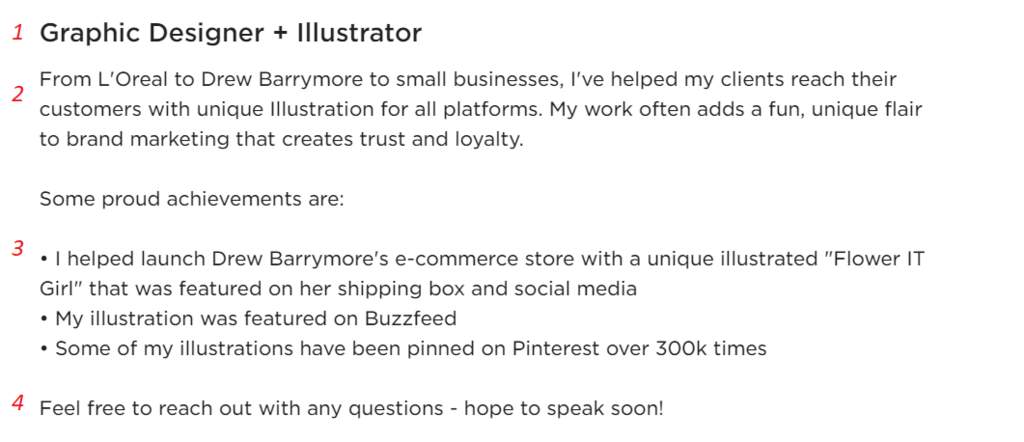 1 Graphic Designer + Illustrator
From L'Oreal to Drew Barrymore to small businesses, I've helped my clients reach their
2 customers with unique Illustration for all platforms. My work often adds a fun, unique flair
to brand marketing that creates trust and loyalty.
Some proud achievements are:
3 • I helped launch Drew Barrymore's e-commerce store with a unique illustrated "Flower IT
Girl" that was featured on her shipping box and social media
• My illustration was featured on Buzzfeed
• Some of my illustrations have been pinned on Pinterest over 300k times
4 Feel free to reach out with any questions - hope to speak soon!